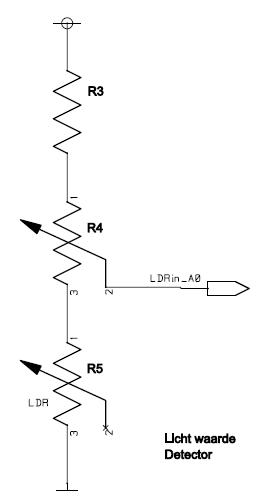 R3
1
R4
LDRin_A0
3
2
1
R5
LDR
3
2
Licht waarde
Detector